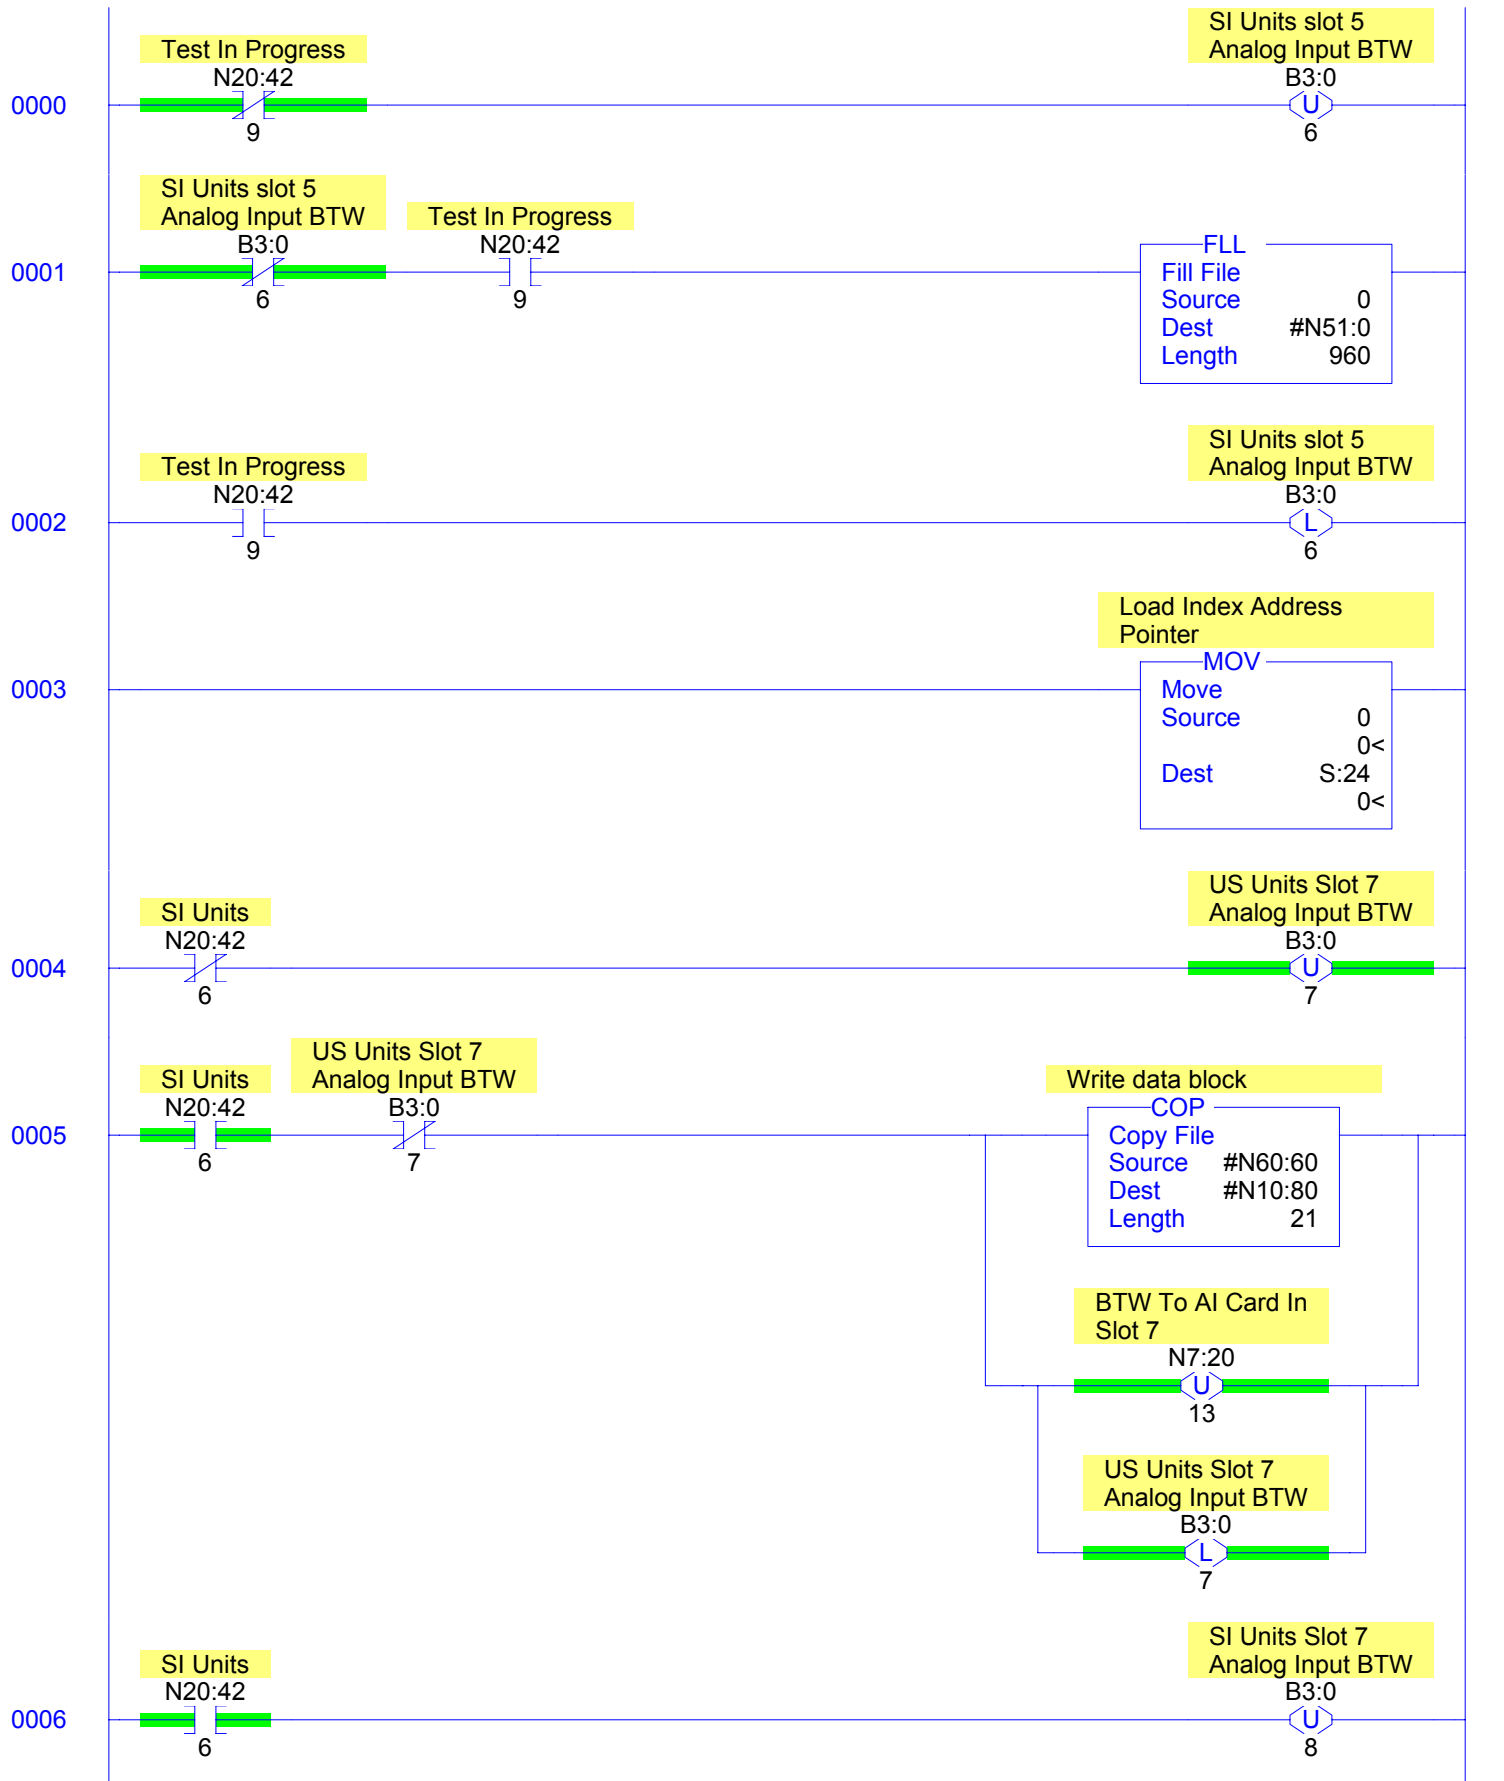 Test In Progress
N20:42
9
SI Units slot 5
Analog Input BTW
B3:0
U
6
0000
SI Units slot 5
Analog Input BTW
B3:0
6
Test In Progress
N20:42
9
0001
FLL
Fill File
Source 0
Dest #N51:0
Length 960
Test In Progress
N20:42
9
SI Units slot 5
Analog Input BTW
B3:0
L
6
0002
Load Index Address
Pointer
0003
MOV
Move
Source 0
0<
Dest S:24
0<
SI Units
N20:42
6
US Units Slot 7
Analog Input BTW
B3:0
U
7
0004
SI Units
N20:42
6
US Units Slot 7
Analog Input BTW
B3:0
7
0005
Write data block
COP
Copy File
Source #N60:60
Dest #N10:80
Length 21
BTW To AI Card In
Slot 7
N7:20
U
13
US Units Slot 7
Analog Input BTW
B3:0
L
7
SI Units
N20:42
6
SI Units Slot 7
Analog Input BTW
B3:0
U
8
0006